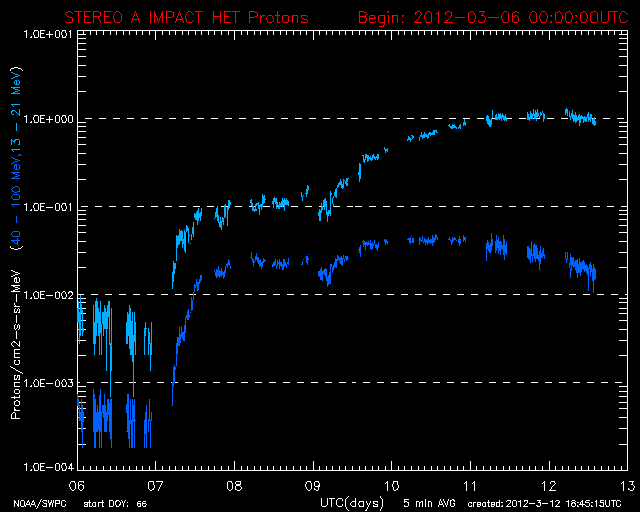 STEREO A IMPACT HET Protons Begin: 2012-03-06 00:00:00UTC
1.0E+001
1.0E+000
1.0E-001
1.0E-002
1.0E-003
1.0E-004
Protons/cm2-s-sr-MeV (40 - 100 MeV,13 - 21 MeV)
06 07 08 09 10 11 12 13
NOAA/SWPC start DOY: 66 UTC(days) 5 min AVG created:2012-3-12 18:45:15UTC